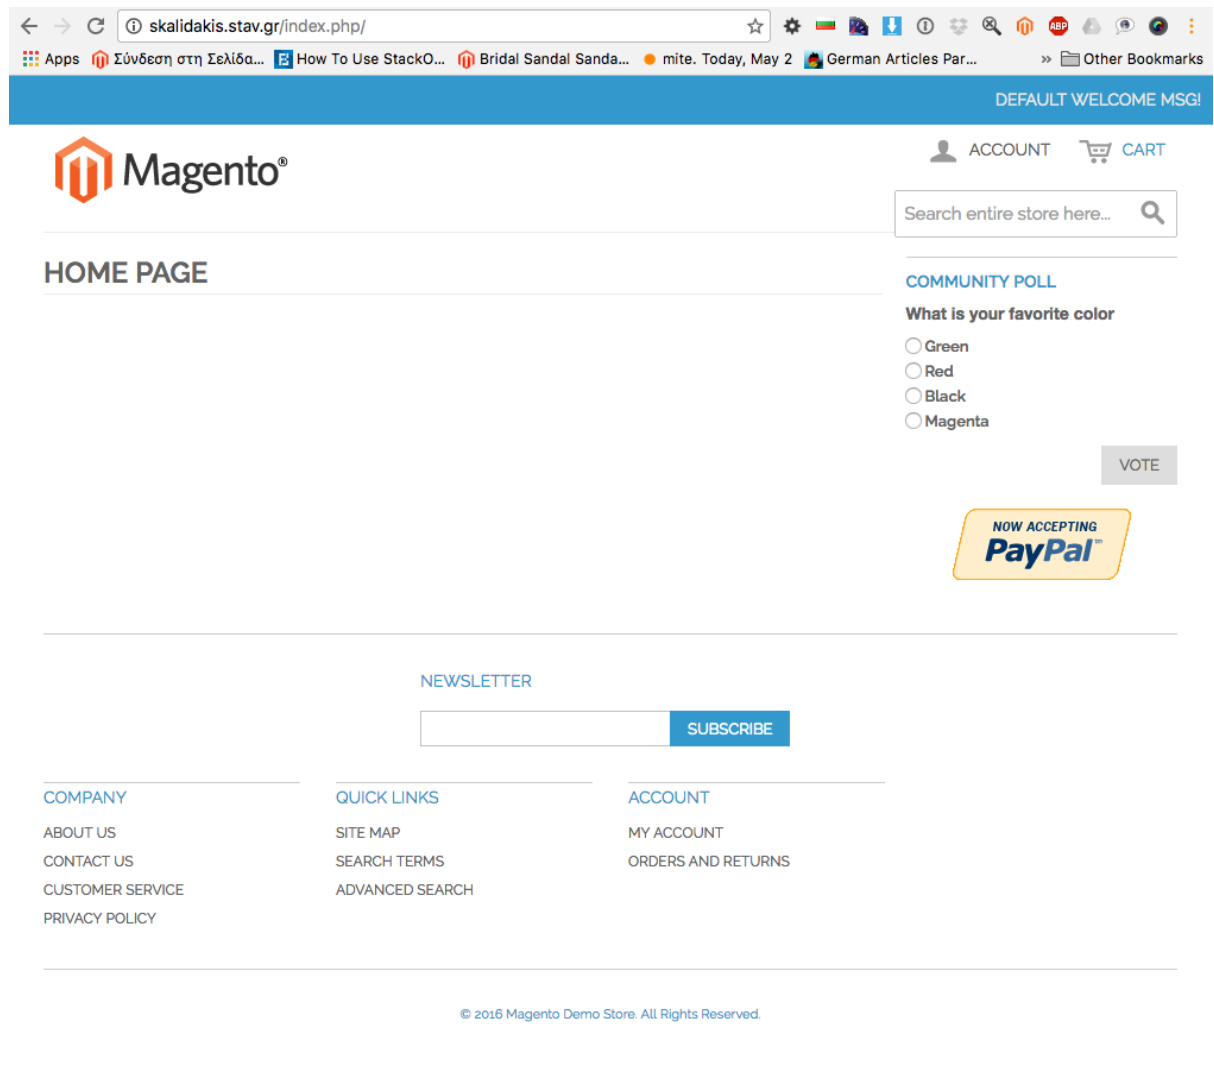 skalidakis.stav.gr/index.php/
ABP
Apps Σύνδεση στη Σελίδα... How To Use StackO... Bridal Sandal Sanda... mite. Today, May 2 German Articles Par... » Other Bookmarks
DEFAULT WELCOME MSG!
Magento®
ACCOUNT CART
Search entire store here...
HOME PAGE
COMMUNITY POLL
What is your favorite color
Green
Red
Black
Magenta
VOTE
NOW ACCEPTING
PayPal™
NEWSLETTER
SUBSCRIBE
COMPANY QUICK LINKS ACCOUNT
ABOUT US SITE MAP MY ACCOUNT
CONTACT US SEARCH TERMS ORDERS AND RETURNS
CUSTOMER SERVICE ADVANCED SEARCH
PRIVACY POLICY
© 2016 Magento Demo Store. All Rights Reserved.